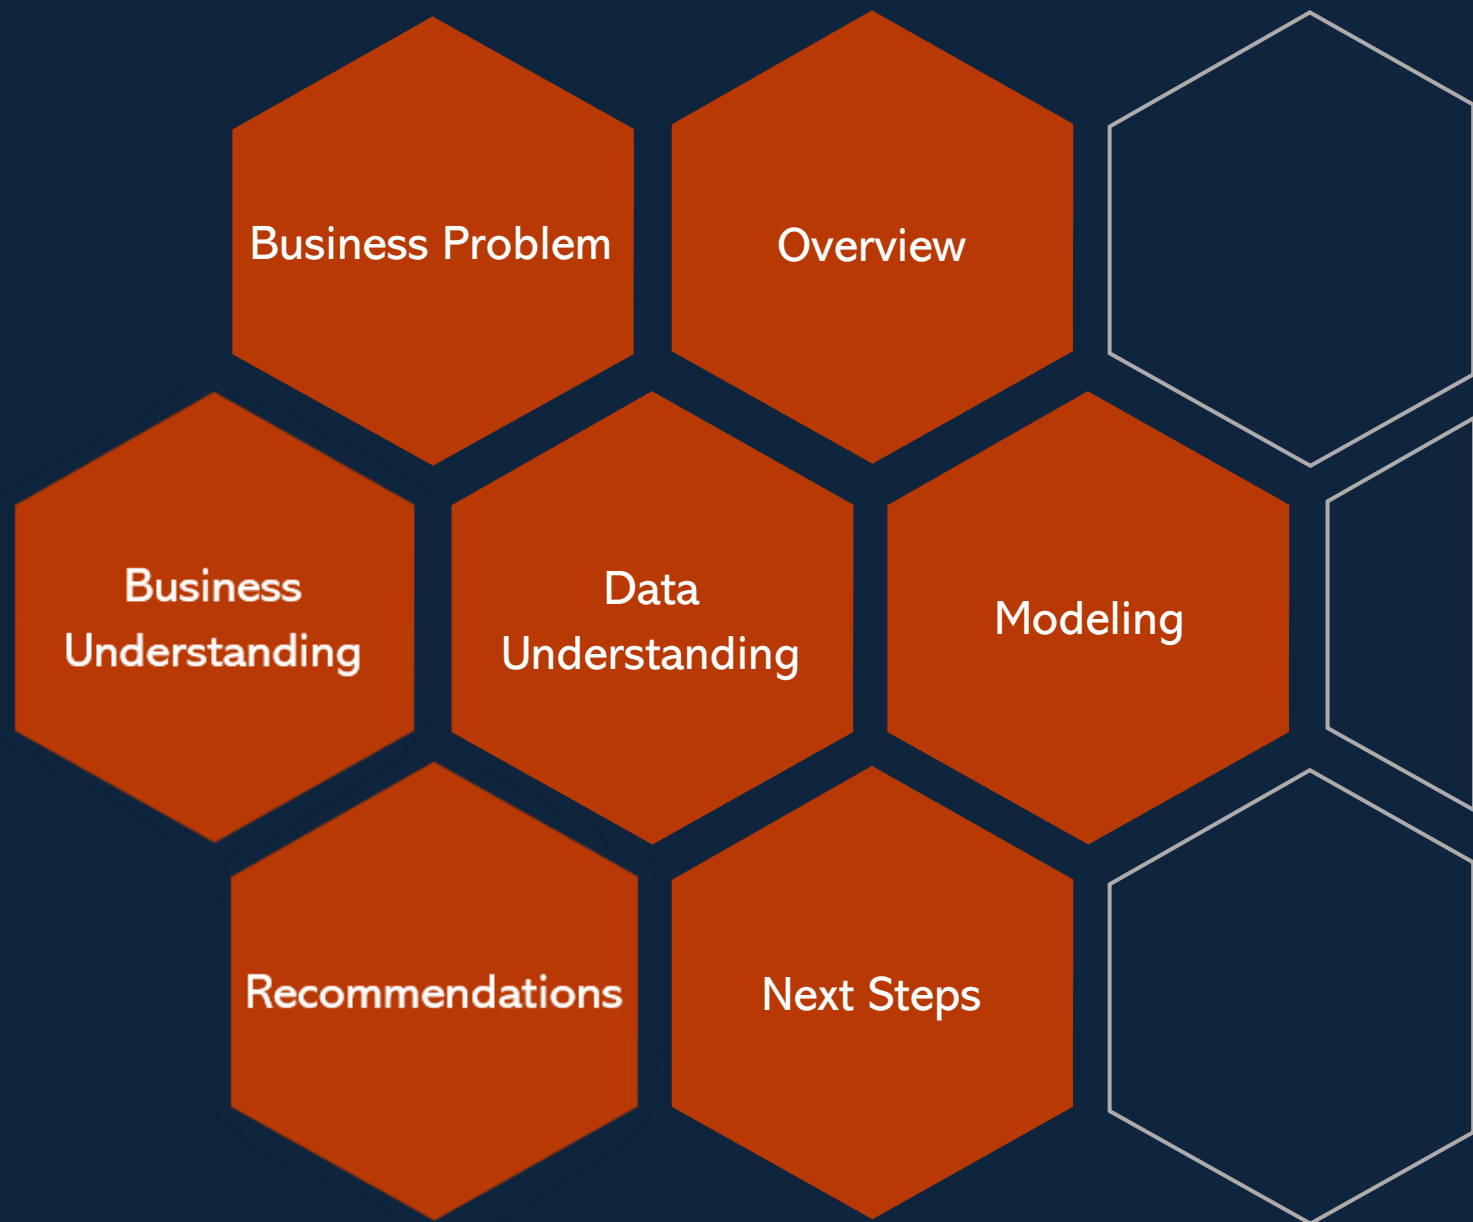 Business Problem
Overview
Business
Understanding
Data
Understanding
Modeling
Recommendations
Next Steps